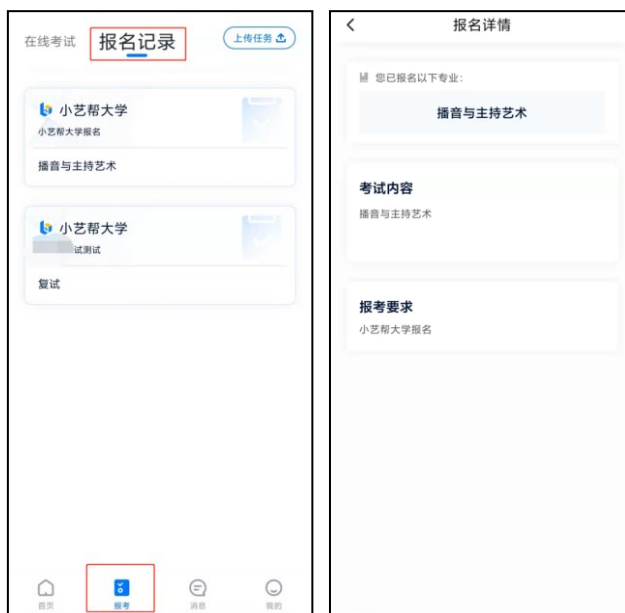 在线考试 报名记录 上传任务
小艺帮大学
小艺帮大学报名
播音与主持艺术
小艺帮大学
试测试
复试
首页 报考 消息 我的
报名详情
您已报名以下专业:
播音与主持艺术
考试内容
播音与主持艺术
报考要求
小艺帮大学报名